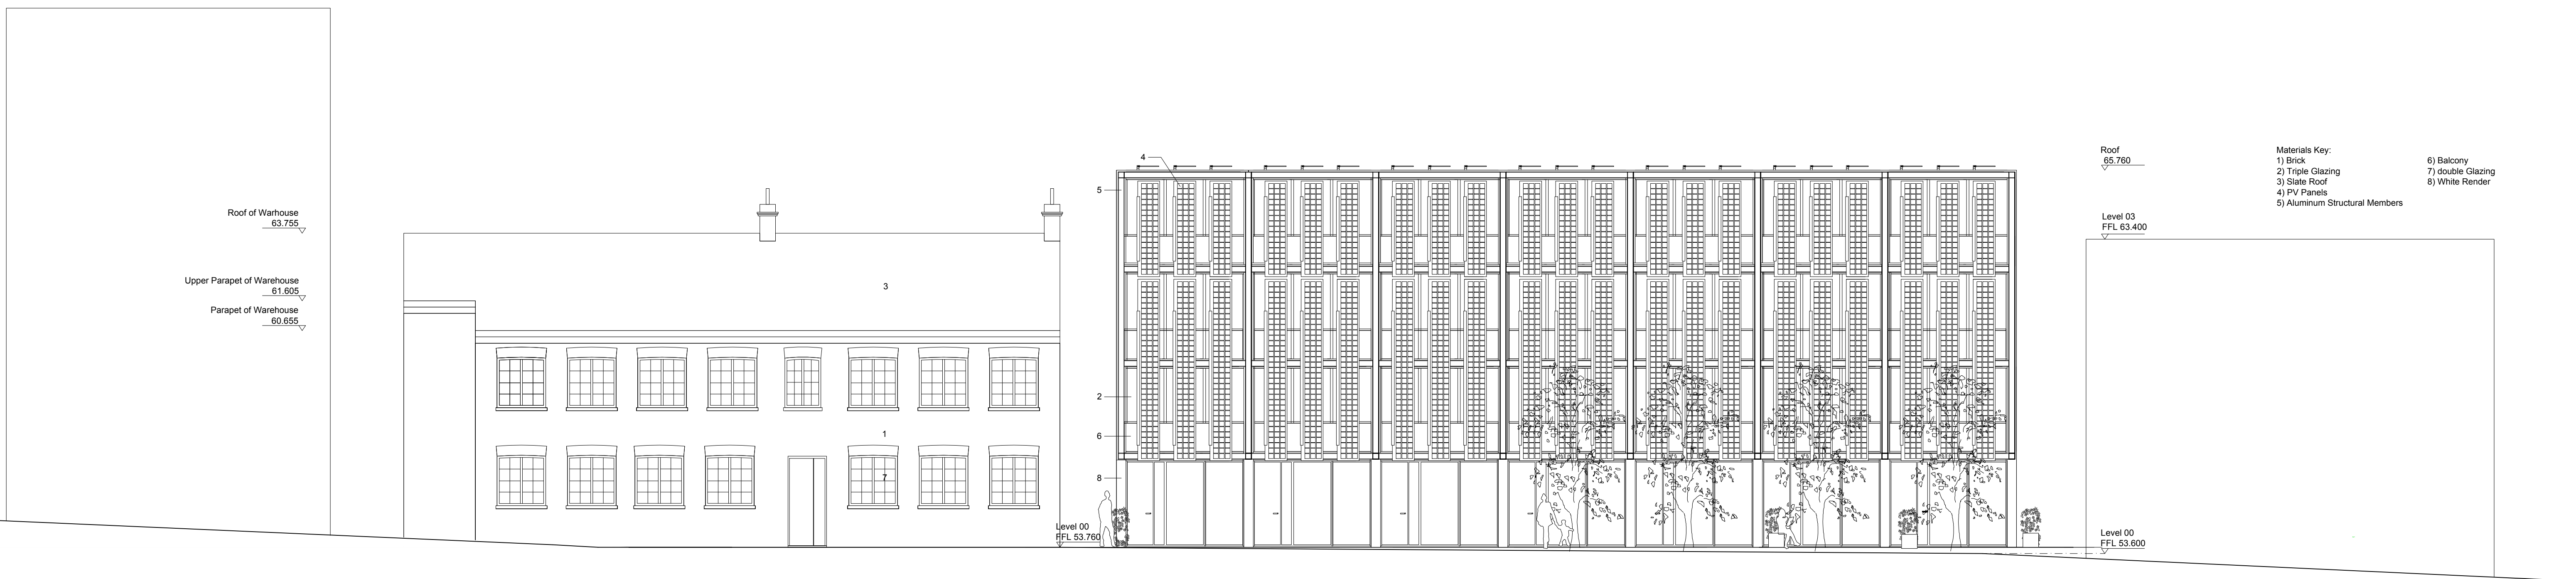 Roof of Warhouse
63.755
Upper Parapet of Warehouse
61.605
Parapet of Warehouse
60.655
3
1
7
Level 00
FFL 53.760
4
5
2
6
8
Roof
65.760
Level 03
FFL 63.400
Level 00
FFL 53.600
Materials Key:
1) Brick
2) Triple Glazing
3) Slate Roof
4) PV Panels
5) Aluminum Structural Members
6) Balcony
7) double Glazing
8) White Render